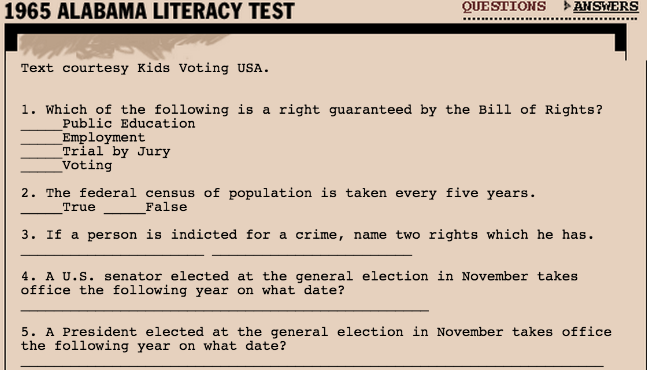 1965 ALABAMA LITERACY TEST
QUESTIONS ANSWERS
Text courtesy Kids Voting USA.
1. Which of the following is a right guaranteed by the Bill of Rights?
_____Public Education
_____Employment
_____Trial by Jury
_____Voting
2. The federal census of population is taken every five years.
_____True _____False
3. If a person is indicted for a crime, name two rights which he has.
______________________ ________________________
4. A U.S. senator elected at the general election in November takes
office the following year on what date?
_________________________________________________
5. A President elected at the general election in November takes office
the following year on what date?
______________________________________________________________________